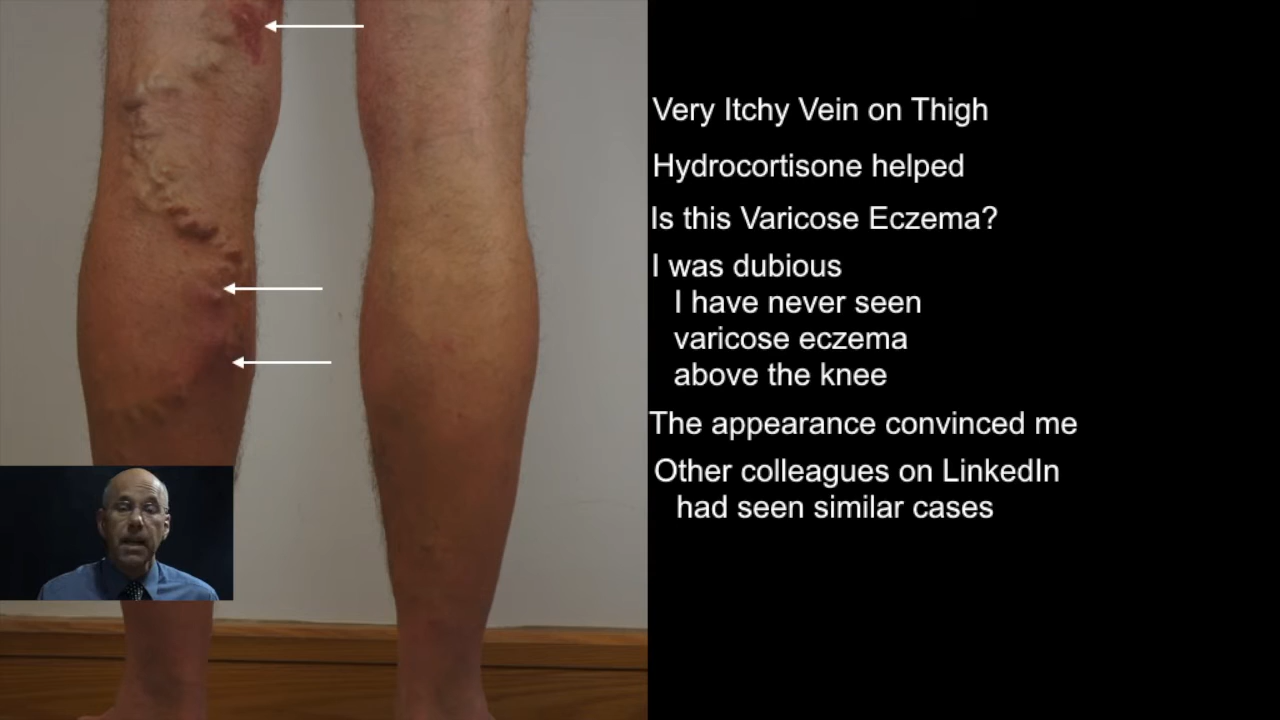 Very Itchy Vein on Thigh
Hydrocortisone helped
Is this Varicose Eczema?
I was dubious
I have never seen
varicose eczema
above the knee
The appearance convinced me
Other colleagues on LinkedIn
had seen similar cases